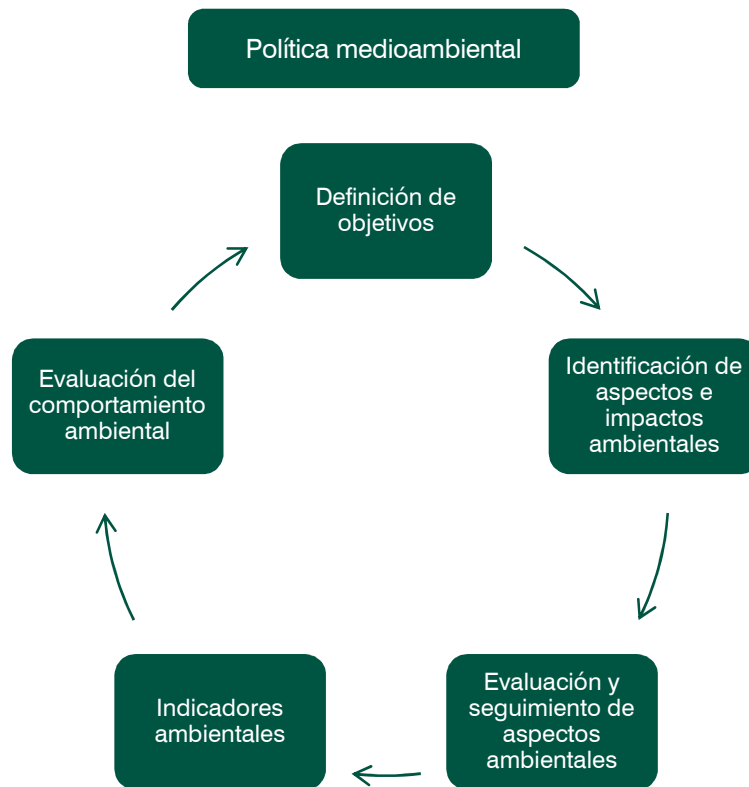 Política medioambiental
Definición de
objetivos
Identificación de
aspectos e
impactos
ambientales
Evaluación y
seguimiento de
aspectos
ambientales
Indicadores
ambientales
Evaluación del
comportamiento
ambiental